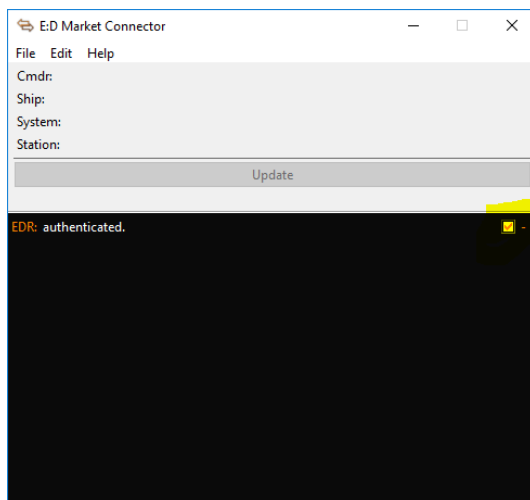 E:D Market Connector
File Edit Help
Cmdr:
Ship:
System:
Station:
Update
EDR: authenticated. -